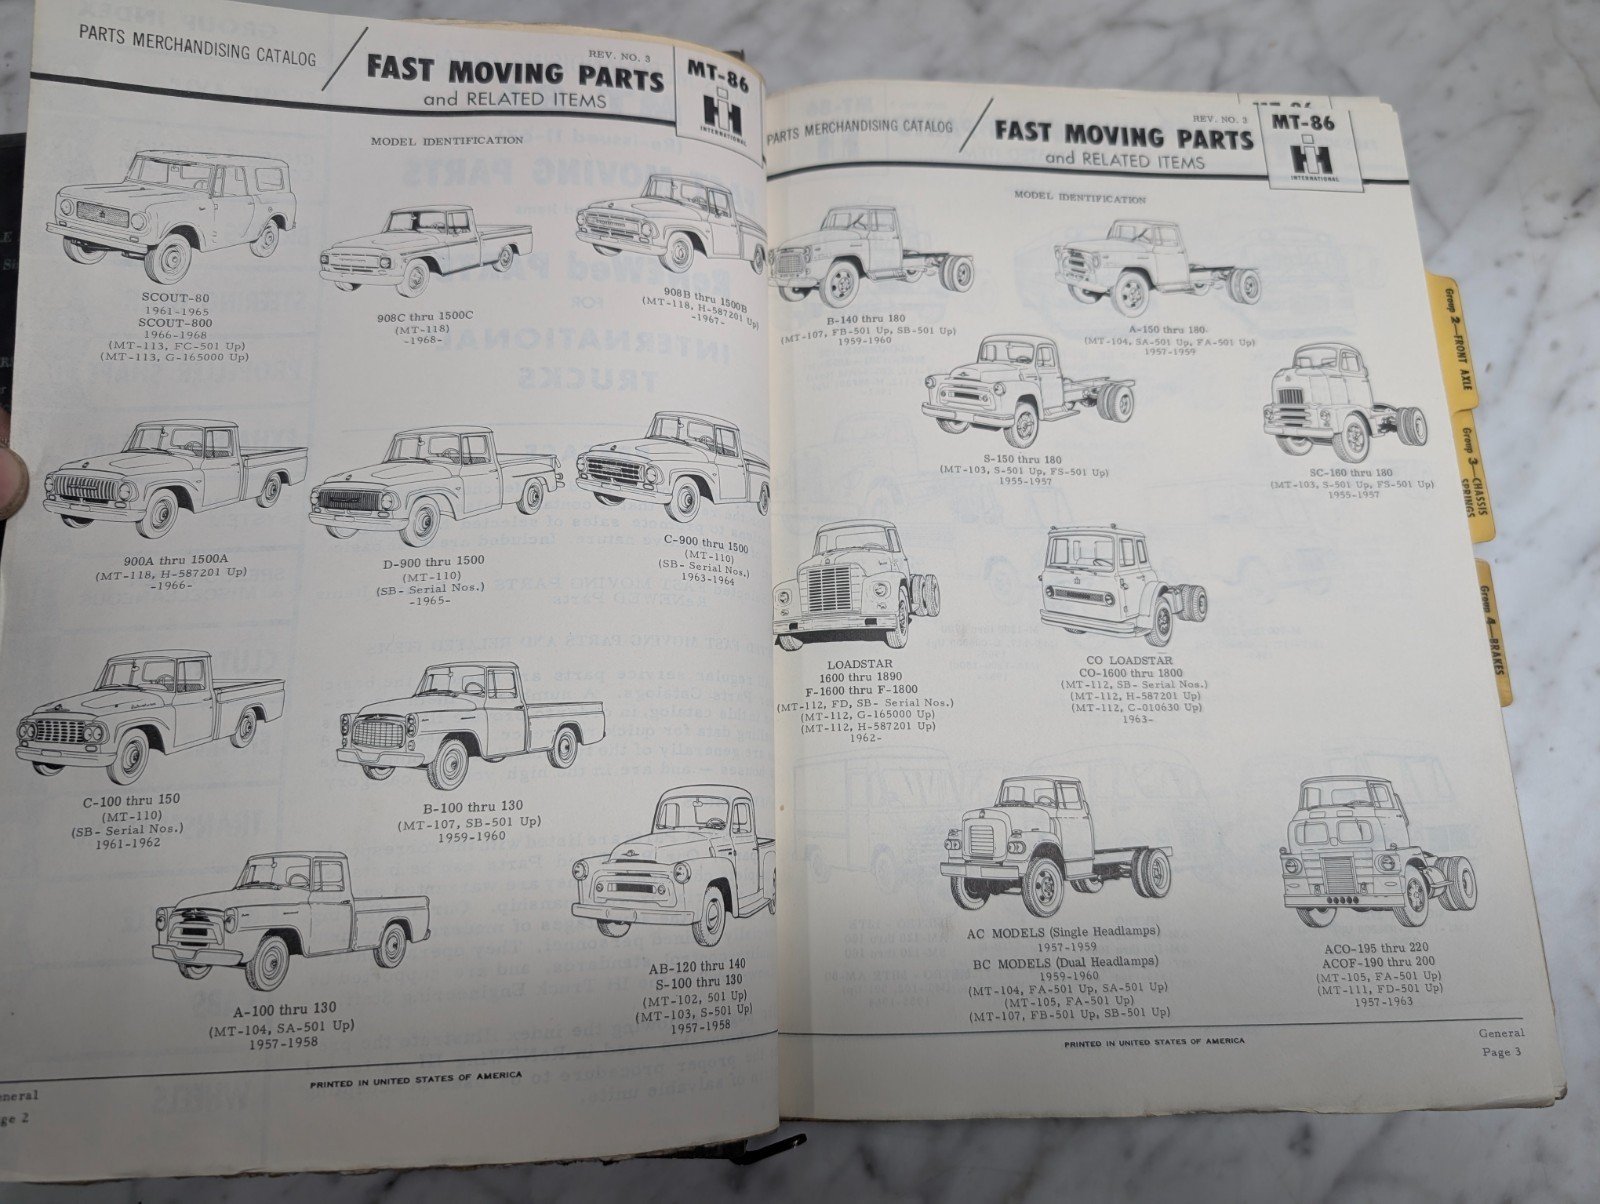 PARTS MERCHANDISING CATALOG
REV. NO. 3
FAST MOVING PARTS
and RELATED ITEMS
MT-86
IH
INTERNATIONAL
MODEL IDENTIFICATION
SCOUT-80
1961-1965
SCOUT-800
1966-1968
(MT-113, FC-501 Up)
(MT-113, G-165000 Up)
908C thru 1500C
(MT-118)
-1968-
908B thru 1500B
(MT-118, H-587201 Up)
-1967-
900A thru 1500A
(MT-118, H-587201 Up)
-1966-
D-900 thru 1500
(MT-110)
(SB- Serial Nos.)
-1965-
C-900 thru 1500
(MT-110)
(SB- Serial Nos.)
1963-1964
C-100 thru 150
(MT-110)
(SB- Serial Nos.)
1961-1962
B-100 thru 130
(MT-107, SB-501 Up)
1959-1960
A-100 thru 130
(MT-104, SA-501 Up)
1957-1958
AB-120 thru 140
S-100 thru 130
(MT-102, 501 Up)
(MT-103, S-501 Up)
1957-1958
PRINTED IN UNITED STATES OF AMERICA
eneral
ge 2
PARTS MERCHANDISING CATALOG
REV. NO. 3
FAST MOVING PARTS
and RELATED ITEMS
MT-86
IH
INTERNATIONAL
MODEL IDENTIFICATION
B-140 thru 180
(MT-107, FB-501 Up, SB-501 Up)
1959-1960
A-150 thru 180
(MT-104, SA-501 Up, FA-501 Up)
1957-1959
S-150 thru 180
(MT-103, S-501 Up, FS-501 Up)
1955-1957
SC-160 thru 180
(MT-103, S-501 Up, FS-501 Up)
1955-1957
LOADSTAR
1600 thru 1890
F-1600 thru F-1800
(MT-112, FD, SB- Serial Nos.)
(MT-112, G-165000 Up)
(MT-112, H-587201 Up)
1962-
CO LOADSTAR
CO-1600 thru 1800
(MT-112, SB- Serial Nos.)
(MT-112, H-587201 Up)
(MT-112, C-010630 Up)
1963-
AC MODELS (Single Headlamps)
1957-1959
BC MODELS (Dual Headlamps)
1959-1960
(MT-104, FA-501 Up, SA-501 Up)
(MT-105, FA-501 Up)
(MT-107, FB-501 Up, SB-501 Up)
ACO-195 thru 220
ACOF-190 thru 200
(MT-105, FA-501 Up)
(MT-111, FD-501 Up)
1957-1963
PRINTED IN UNITED STATES OF AMERICA
General
Page 3
Group 2—FRONT AXLE
Group 3—CHASSIS
SPRINGS
Group 4—BRAKES